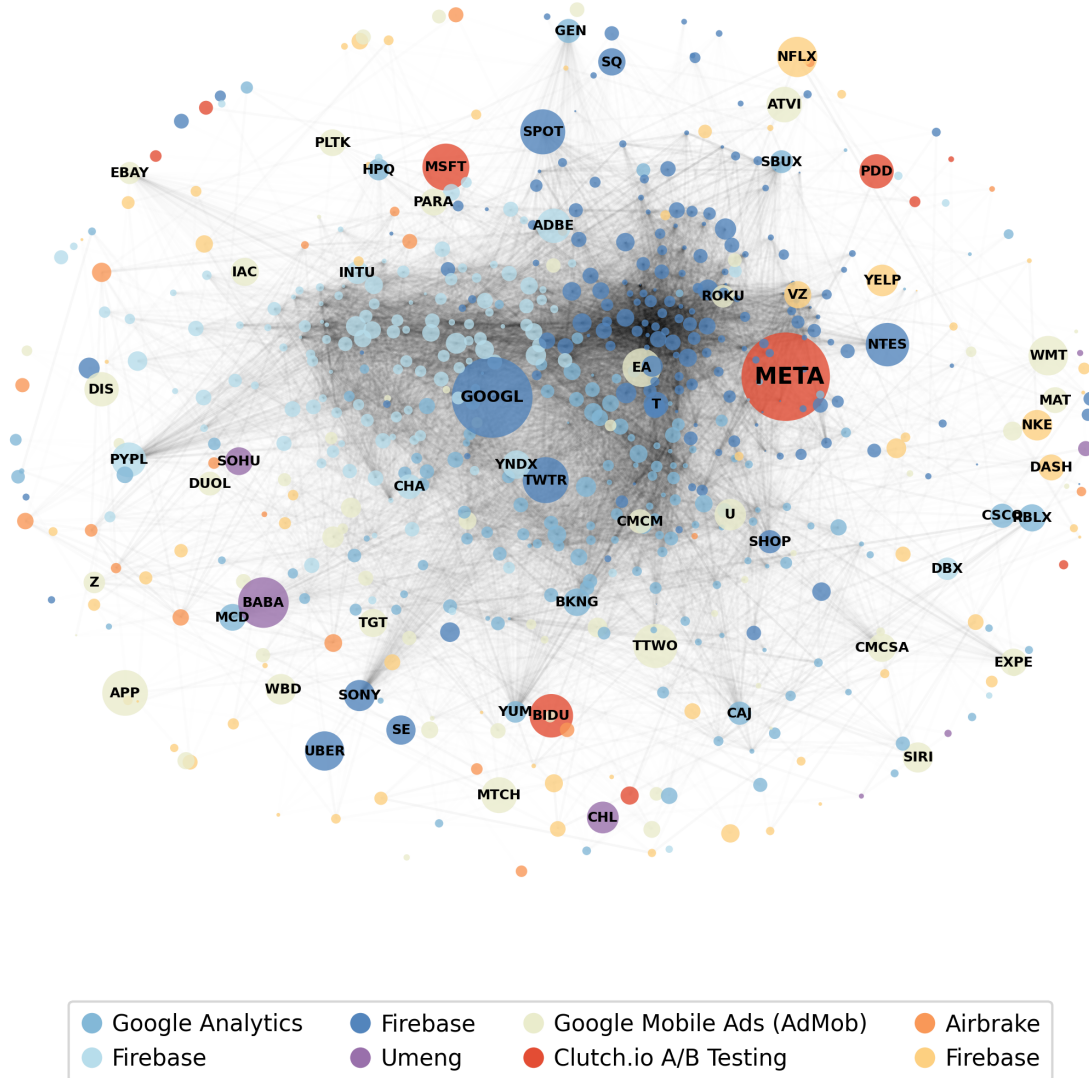 GEN
SQ
NFLX
ATVI
SPOT
PLTK
SBUX
EBAY
HPQ
MSFT
PDD
PARA
ADBE
IAC
INTU
YELP
ROKU
VZ
NTES
WMT
EA
META
DIS
GOOGL
T
MAT
NKE
PYPL
SOHU
YNDX
DASH
DUOL
TWTR
CHA
CMCM
U
CSCO
RBLX
SHOP
DBX
Z
BABA
BKNG
MCD
TGT
TTWO
CMCSA
EXPE
APP
WBD
SONY
YUM
BIDU
CAJ
SE
UBER
SIRI
MTCH
CHL
Google Analytics
Firebase
Google Mobile Ads (AdMob)
Airbrake
Firebase
Umeng
Clutch.io A/B Testing
Firebase